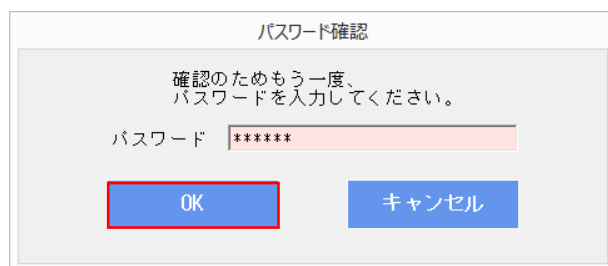 パスワード確認
確認のためもう一度、
パスワードを入力してください。
パスワード ******
OK キャンセル